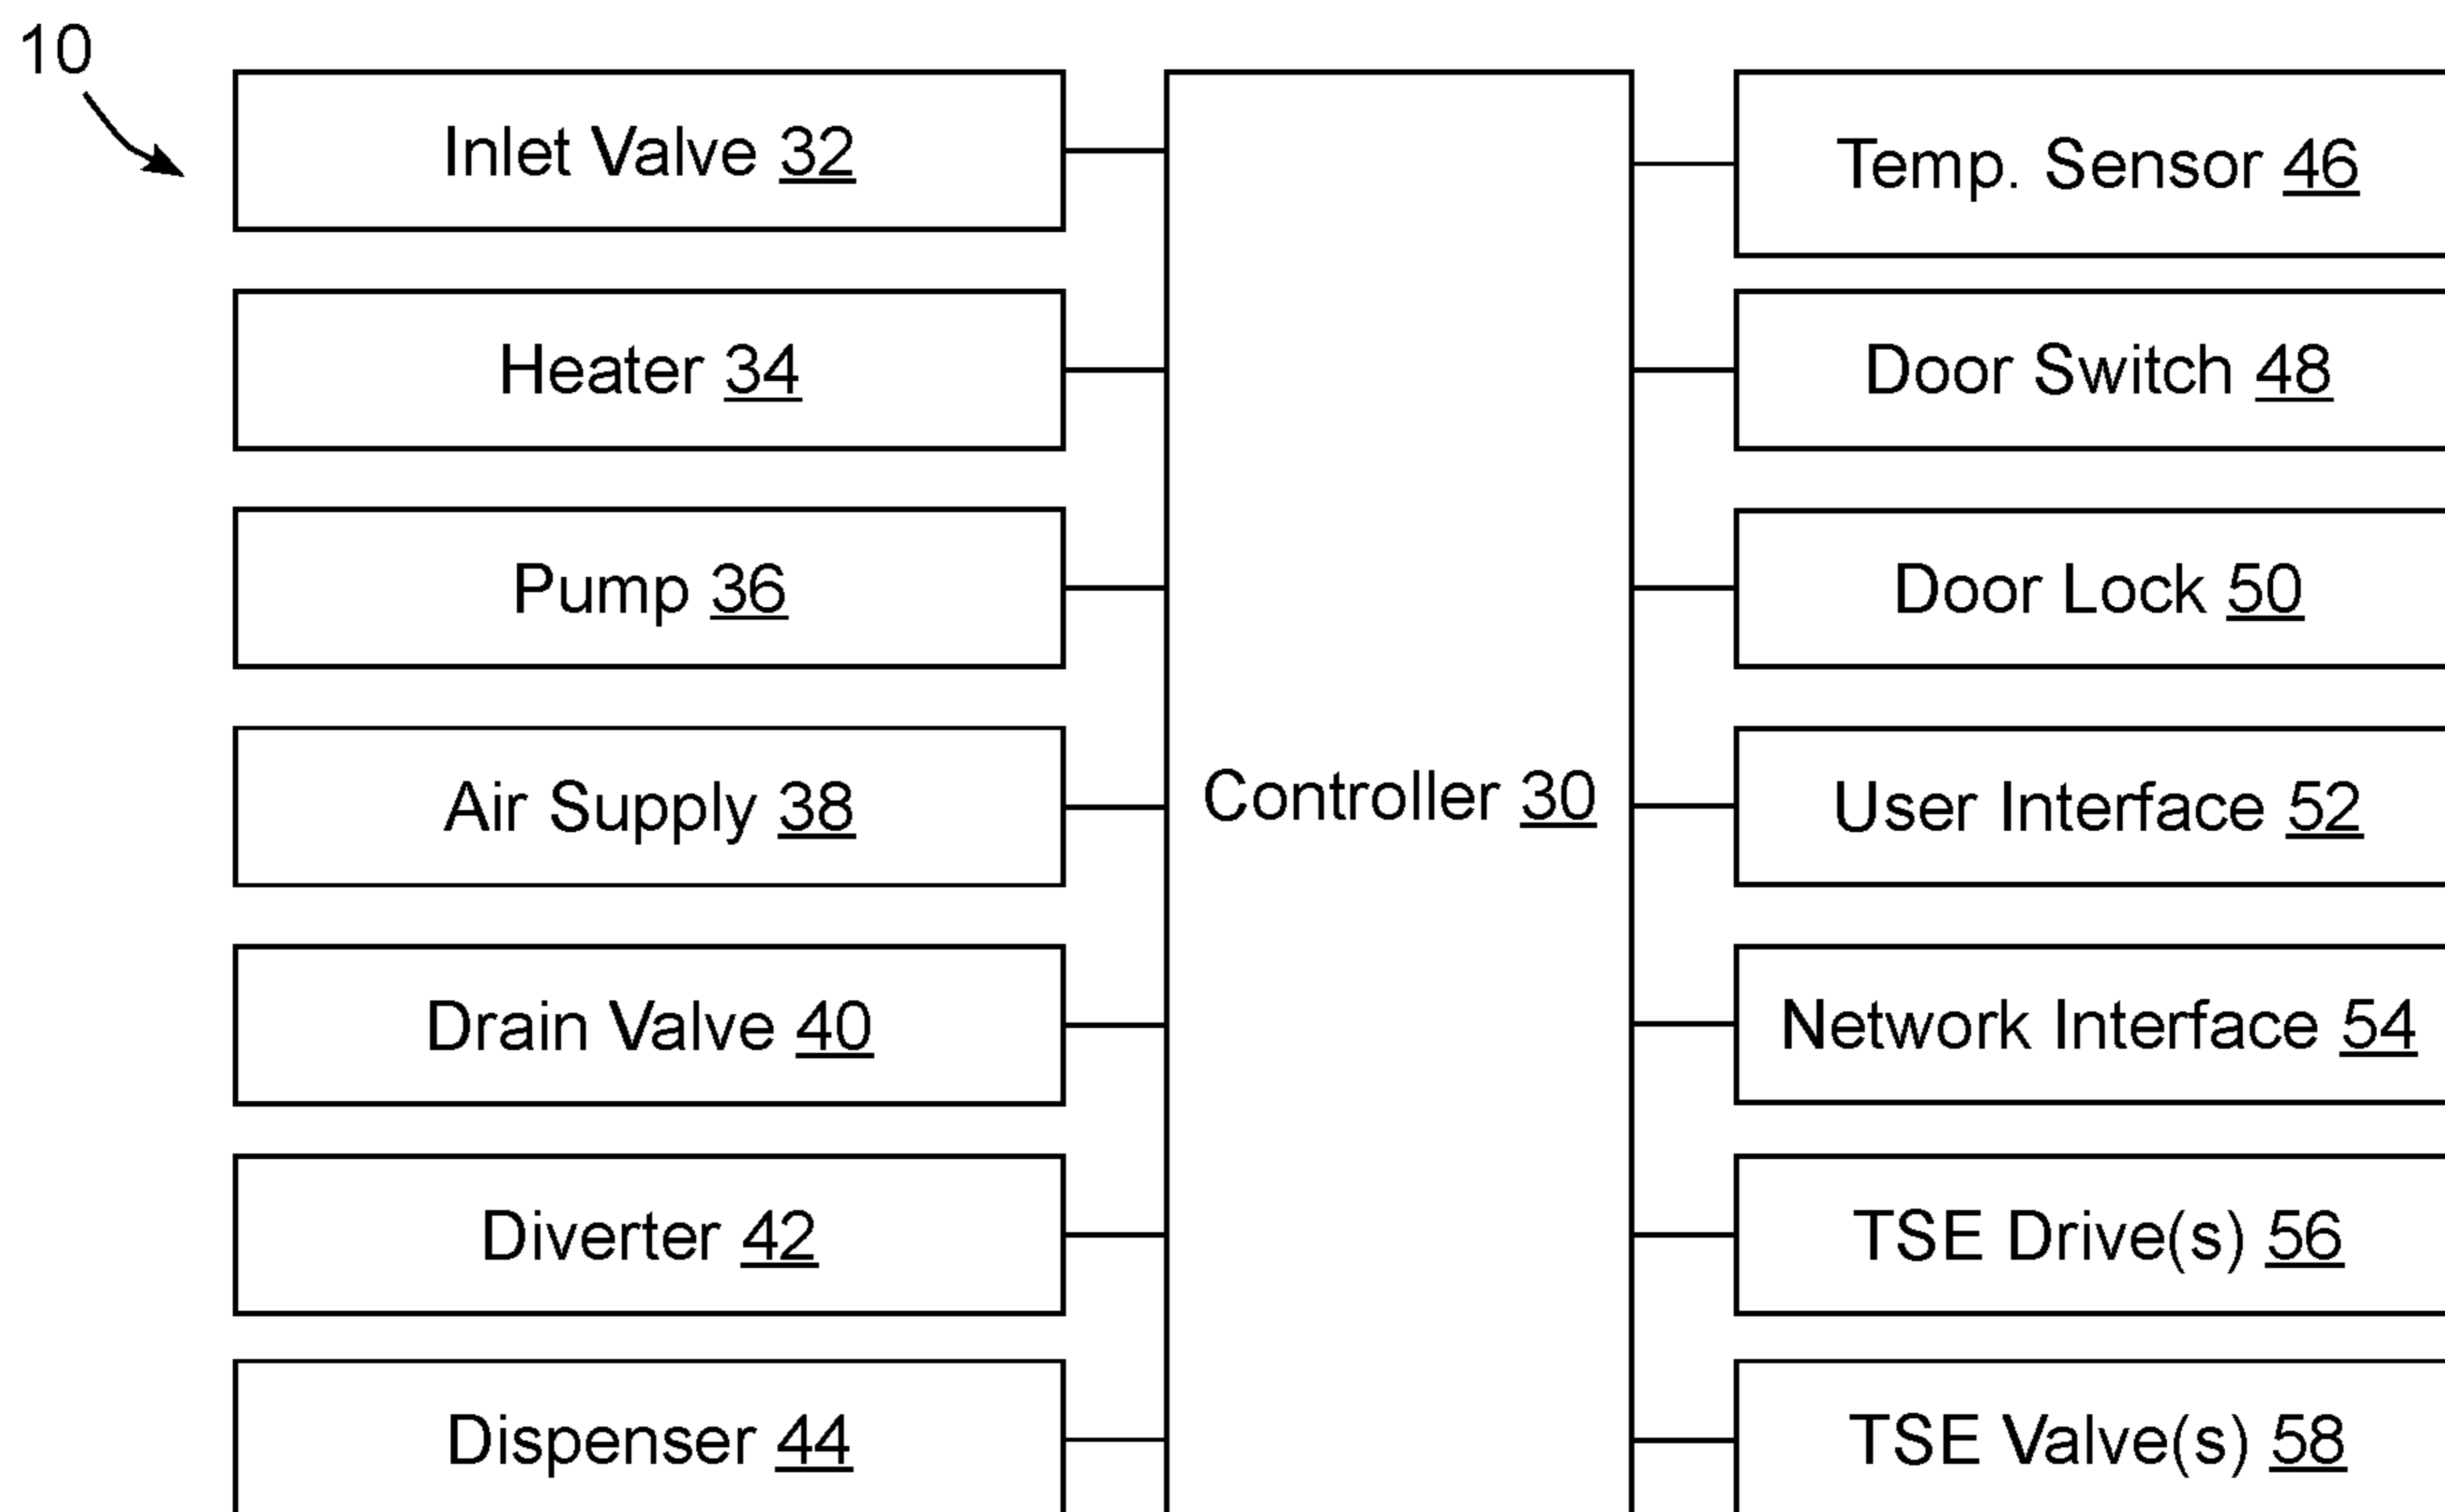 10
Inlet Valve 32
Heater 34
Pump 36
Air Supply 38
Drain Valve 40
Diverter 42
Dispenser 44
Controller 30
Temp. Sensor 46
Door Switch 48
Door Lock 50
User Interface 52
Network Interface 54
TSE Drive(s) 56
TSE Valve(s) 58